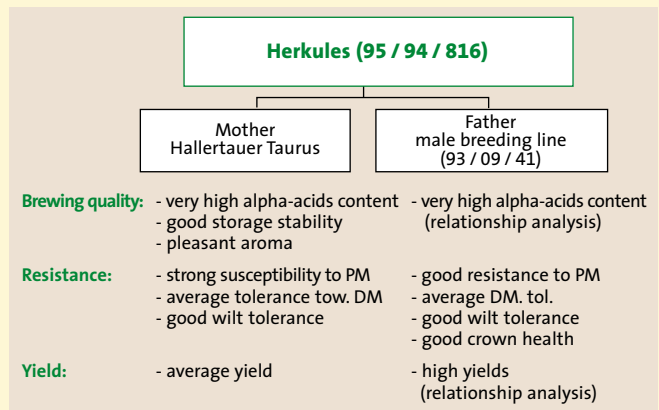 Herkules (95 / 94 / 816)
Mother
Hallertauer Taurus
Father
male breeding line
(93 / 09 / 41)
Brewing quality: - very high alpha-acids content - very high alpha-acids content
- good storage stability (relationship analysis)
- pleasant aroma
Resistance: - strong susceptibility to PM - good resistance to PM
- average tolerance tow. DM - average DM. tol.
- good wilt tolerance - good wilt tolerance
- good crown health
Yield: - average yield - high yields
(relationship analysis)